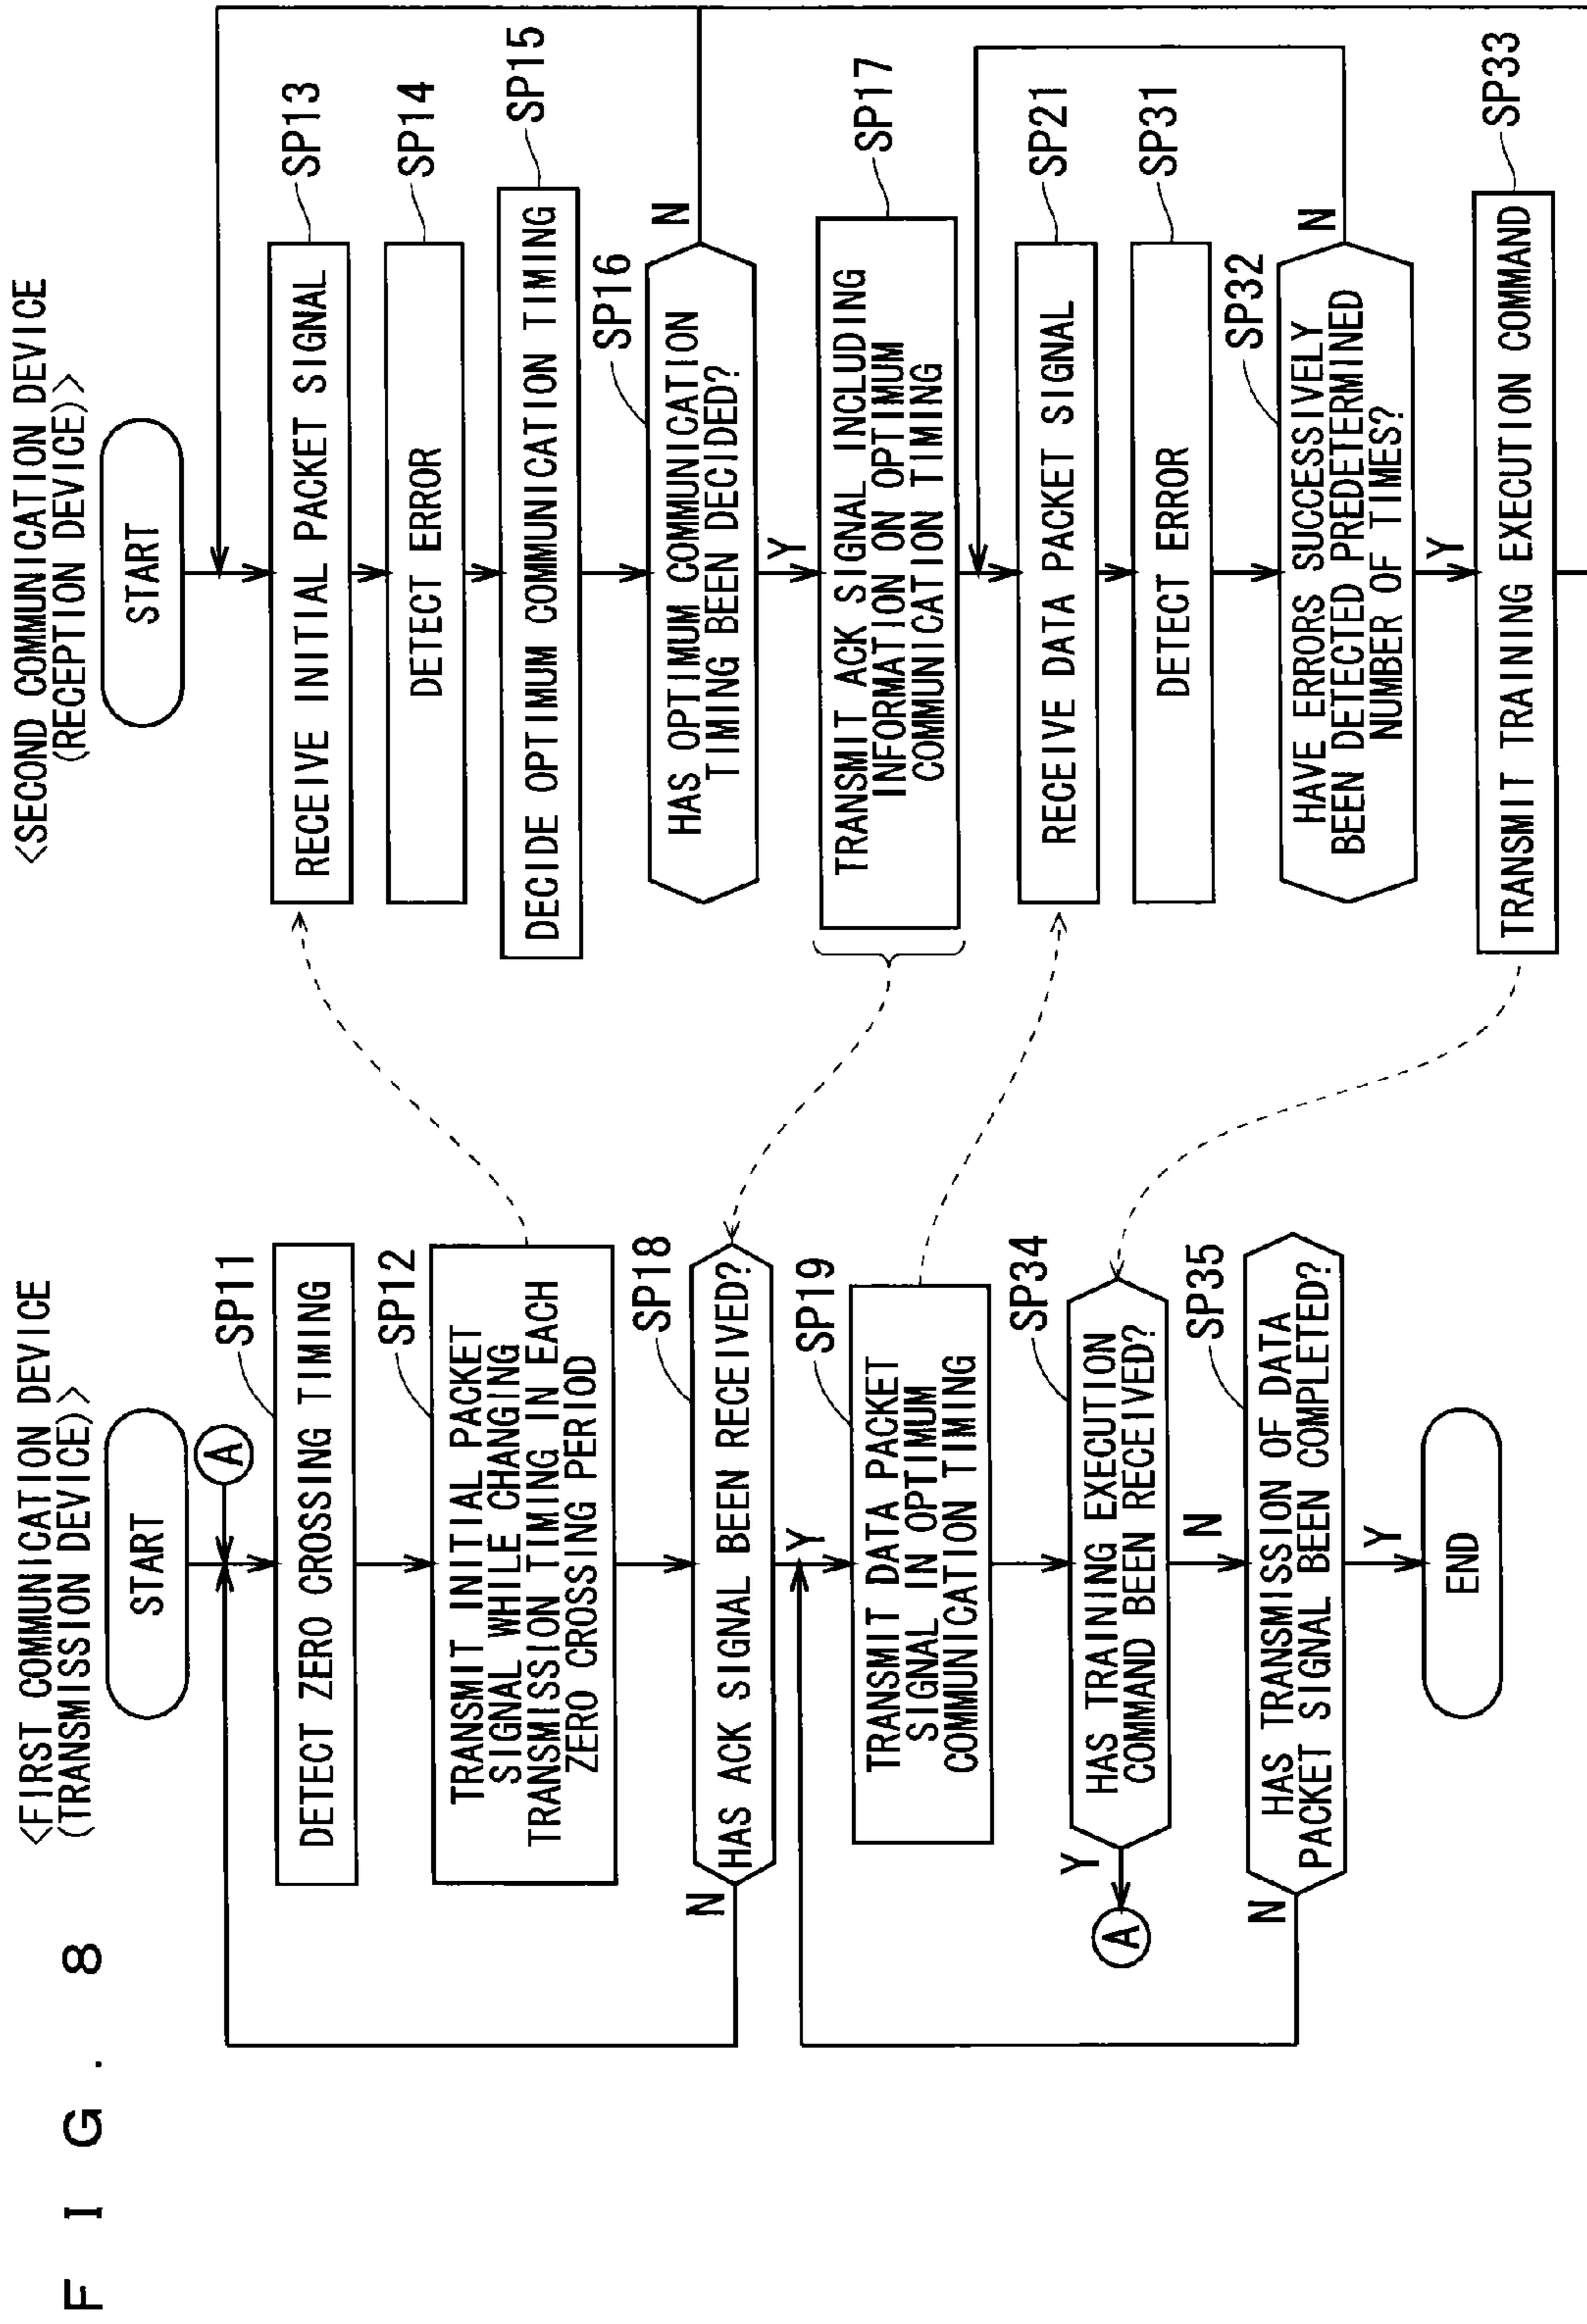 FIG. 8
<FIRST COMMUNICATION DEVICE
(TRANSMISSION DEVICE)>
START
A
SP11
DETECT ZERO CROSSING TIMING
SP12
TRANSMIT INITIAL PACKET
SIGNAL WHILE CHANGING
TRANSMISSION TIMING IN EACH
ZERO CROSSING PERIOD
SP18
HAS ACK SIGNAL BEEN RECEIVED?
N
Y
SP19
TRANSMIT DATA PACKET
SIGNAL IN OPTIMUM
COMMUNICATION TIMING
SP34
HAS TRAINING EXECUTION
COMMAND BEEN RECEIVED?
Y
A
N
SP35
HAS TRANSMISSION OF DATA
PACKET SIGNAL BEEN COMPLETED?
N
Y
END
<SECOND COMMUNICATION DEVICE
(RECEPTION DEVICE)>
START
SP13
RECEIVE INITIAL PACKET SIGNAL
SP14
DETECT ERROR
SP15
DECIDE OPTIMUM COMMUNICATION TIMING
SP16
HAS OPTIMUM COMMUNICATION
TIMING BEEN DECIDED?
N
Y
SP17
TRANSMIT ACK SIGNAL INCLUDING
INFORMATION ON OPTIMUM
COMMUNICATION TIMING
SP21
RECEIVE DATA PACKET SIGNAL
SP31
DETECT ERROR
SP32
HAVE ERRORS SUCCESSIVELY
BEEN DETECTED PREDETERMINED
NUMBER OF TIMES?
N
Y
SP33
TRANSMIT TRAINING EXECUTION COMMAND